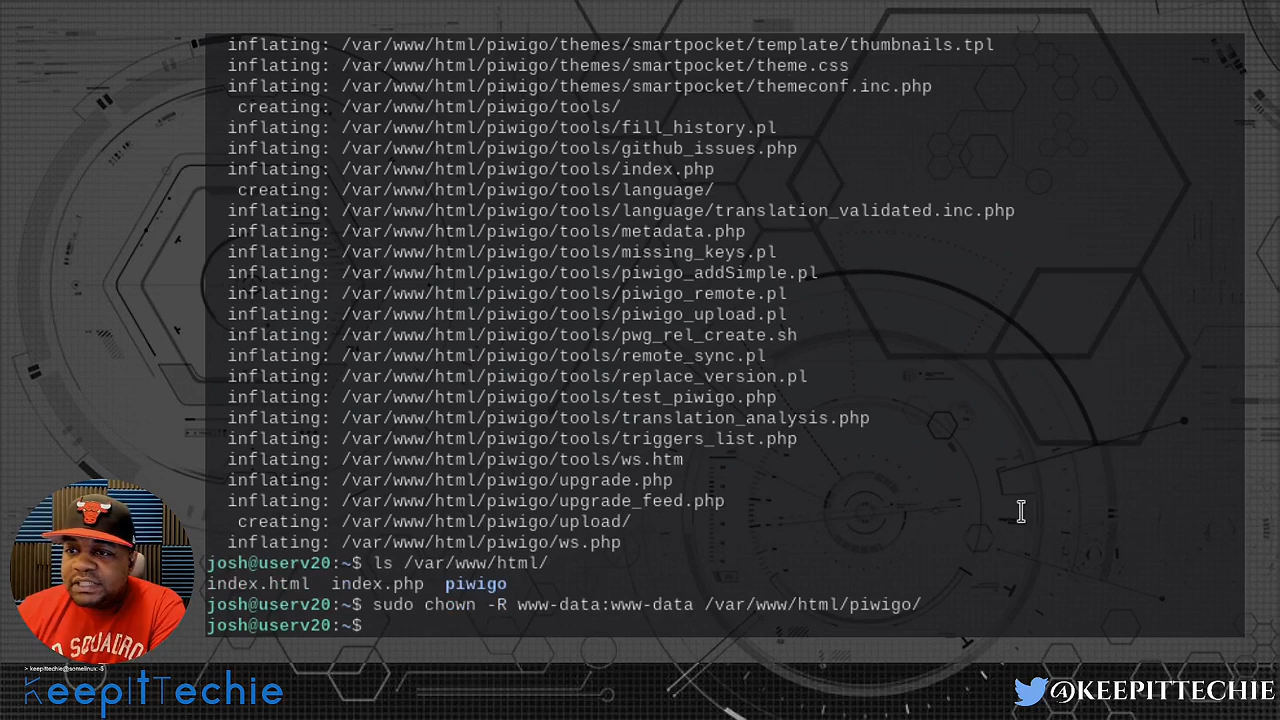 inflating: /var/www/html/piwigo/themes/smartpocket/template/thumbnails.tpl
inflating: /var/www/html/piwigo/themes/smartpocket/theme.css
inflating: /var/www/html/piwigo/themes/smartpocket/themeconf.inc.php
creating: /var/www/html/piwigo/tools/
inflating: /var/www/html/piwigo/tools/fill_history.pl
inflating: /var/www/html/piwigo/tools/github_issues.php
inflating: /var/www/html/piwigo/tools/index.php
creating: /var/www/html/piwigo/tools/language/
inflating: /var/www/html/piwigo/tools/language/translation_validated.inc.php
inflating: /var/www/html/piwigo/tools/metadata.php
inflating: /var/www/html/piwigo/tools/missing_keys.pl
inflating: /var/www/html/piwigo/tools/piwigo_addSimple.pl
inflating: /var/www/html/piwigo/tools/piwigo_remote.pl
inflating: /var/www/html/piwigo/tools/piwigo_upload.pl
inflating: /var/www/html/piwigo/tools/pwg_rel_create.sh
inflating: /var/www/html/piwigo/tools/remote_sync.pl
inflating: /var/www/html/piwigo/tools/replace_version.pl
inflating: /var/www/html/piwigo/tools/test_piwigo.php
inflating: /var/www/html/piwigo/tools/translation_analysis.php
inflating: /var/www/html/piwigo/tools/triggers_list.php
inflating: /var/www/html/piwigo/tools/ws.htm
inflating: /var/www/html/piwigo/upgrade.php
inflating: /var/www/html/piwigo/upgrade_feed.php
creating: /var/www/html/piwigo/upload/
inflating: /var/www/html/piwigo/ws.php
josh@userv20:~$ ls /var/www/html/
index.html index.php piwigo
josh@userv20:~$ sudo chown -R www-data:www-data /var/www/html/piwigo/
josh@userv20:~$
SQUADRO
> keepittechie@somelinux:~$
KeepItTechie
@KEEPITTECHIE